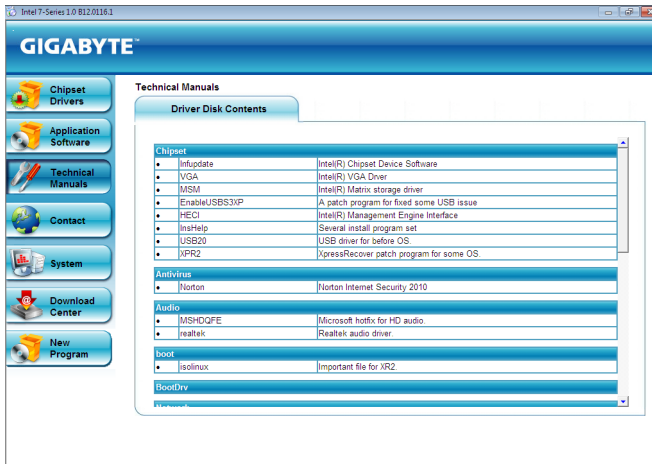 Intel 7-Series 1.0 B12.0116.1
GIGABYTE™
Chipset
Drivers
Application
Software
Technical
Manuals
Contact
System
Download
Center
New
Program
Technical Manuals
Driver Disk Contents
Chipset
• Infupdate Intel(R) Chipset Device Software
• VGA Intel(R) VGA Drver
• MSM Intel(R) Matrix storage driver
• EnableUSBS3XP A patch program for fixed some USB issue
• HECI Intel(R) Management Engine Interface
• InsHelp Several install program set
• USB20 USB driver for before OS.
• XPR2 XpressRecover patch program for some OS.
Antivirus
• Norton Norton Internet Security 2010
Audio
• MSHDQFE Microsoft hotfix for HD audio.
• realtek Realtek audio driver.
boot
• isolinux Important file for XR2.
BootDrv
Network